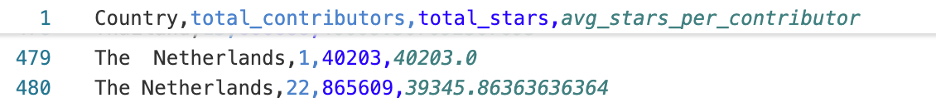 1 Country,total_contributors,total_stars,avg_stars_per_contributor
479 The  Netherlands,1,40203,40203.0
480 The Netherlands,22,865609,39345.86363636364